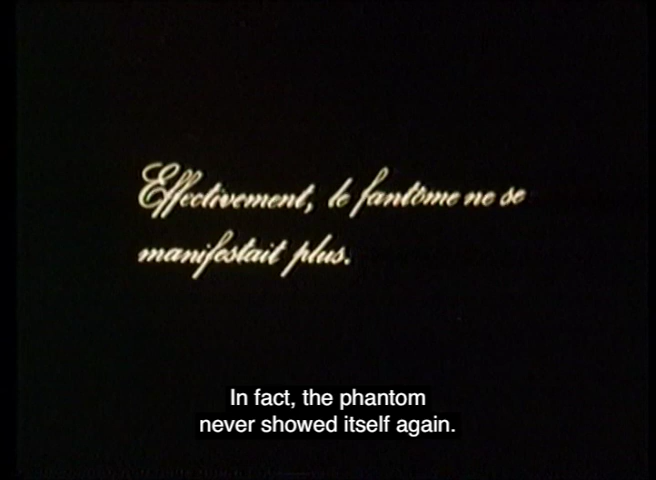 Effectivement, le fantôme ne se
manifestait plus.
In fact, the phantom
never showed itself again.